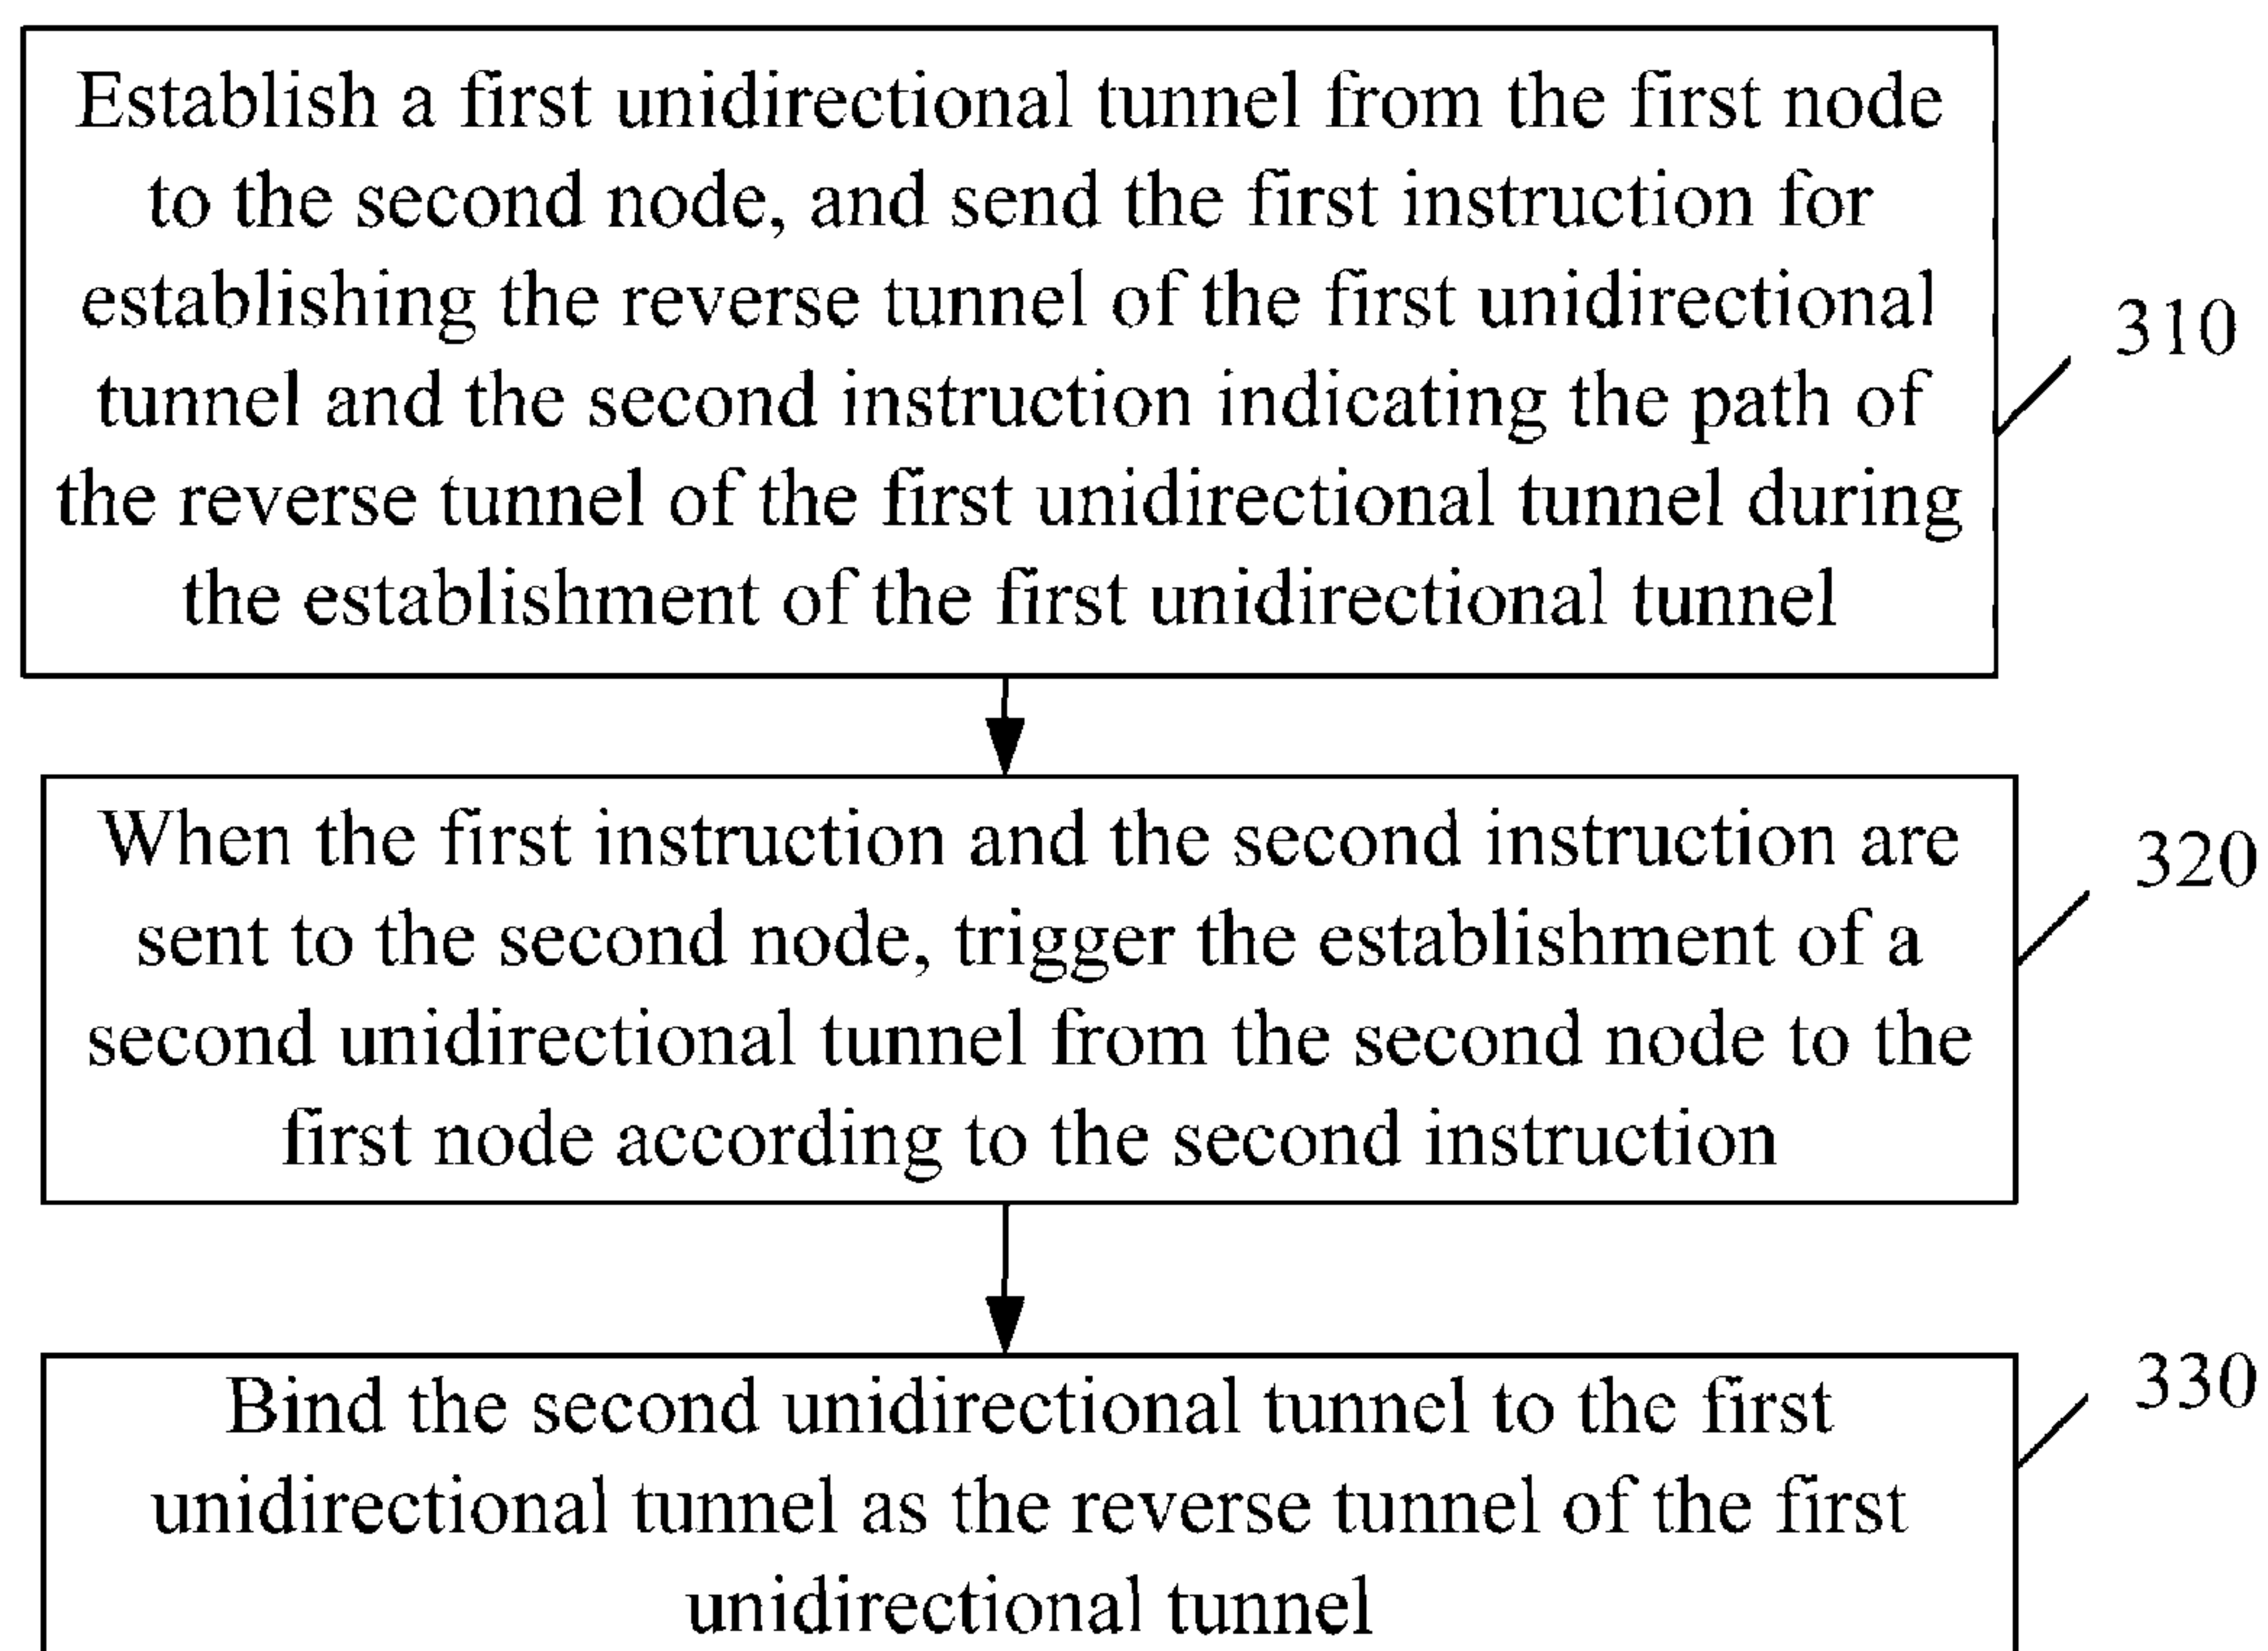 Establish a first unidirectional tunnel from the first node
to the second node, and send the first instruction for
establishing the reverse tunnel of the first unidirectional
tunnel and the second instruction indicating the path of
the reverse tunnel of the first unidirectional tunnel during
the establishment of the first unidirectional tunnel
310
When the first instruction and the second instruction are
sent to the second node, trigger the establishment of a
second unidirectional tunnel from the second node to the
first node according to the second instruction
320
Bind the second unidirectional tunnel to the first
unidirectional tunnel as the reverse tunnel of the first
unidirectional tunnel
330